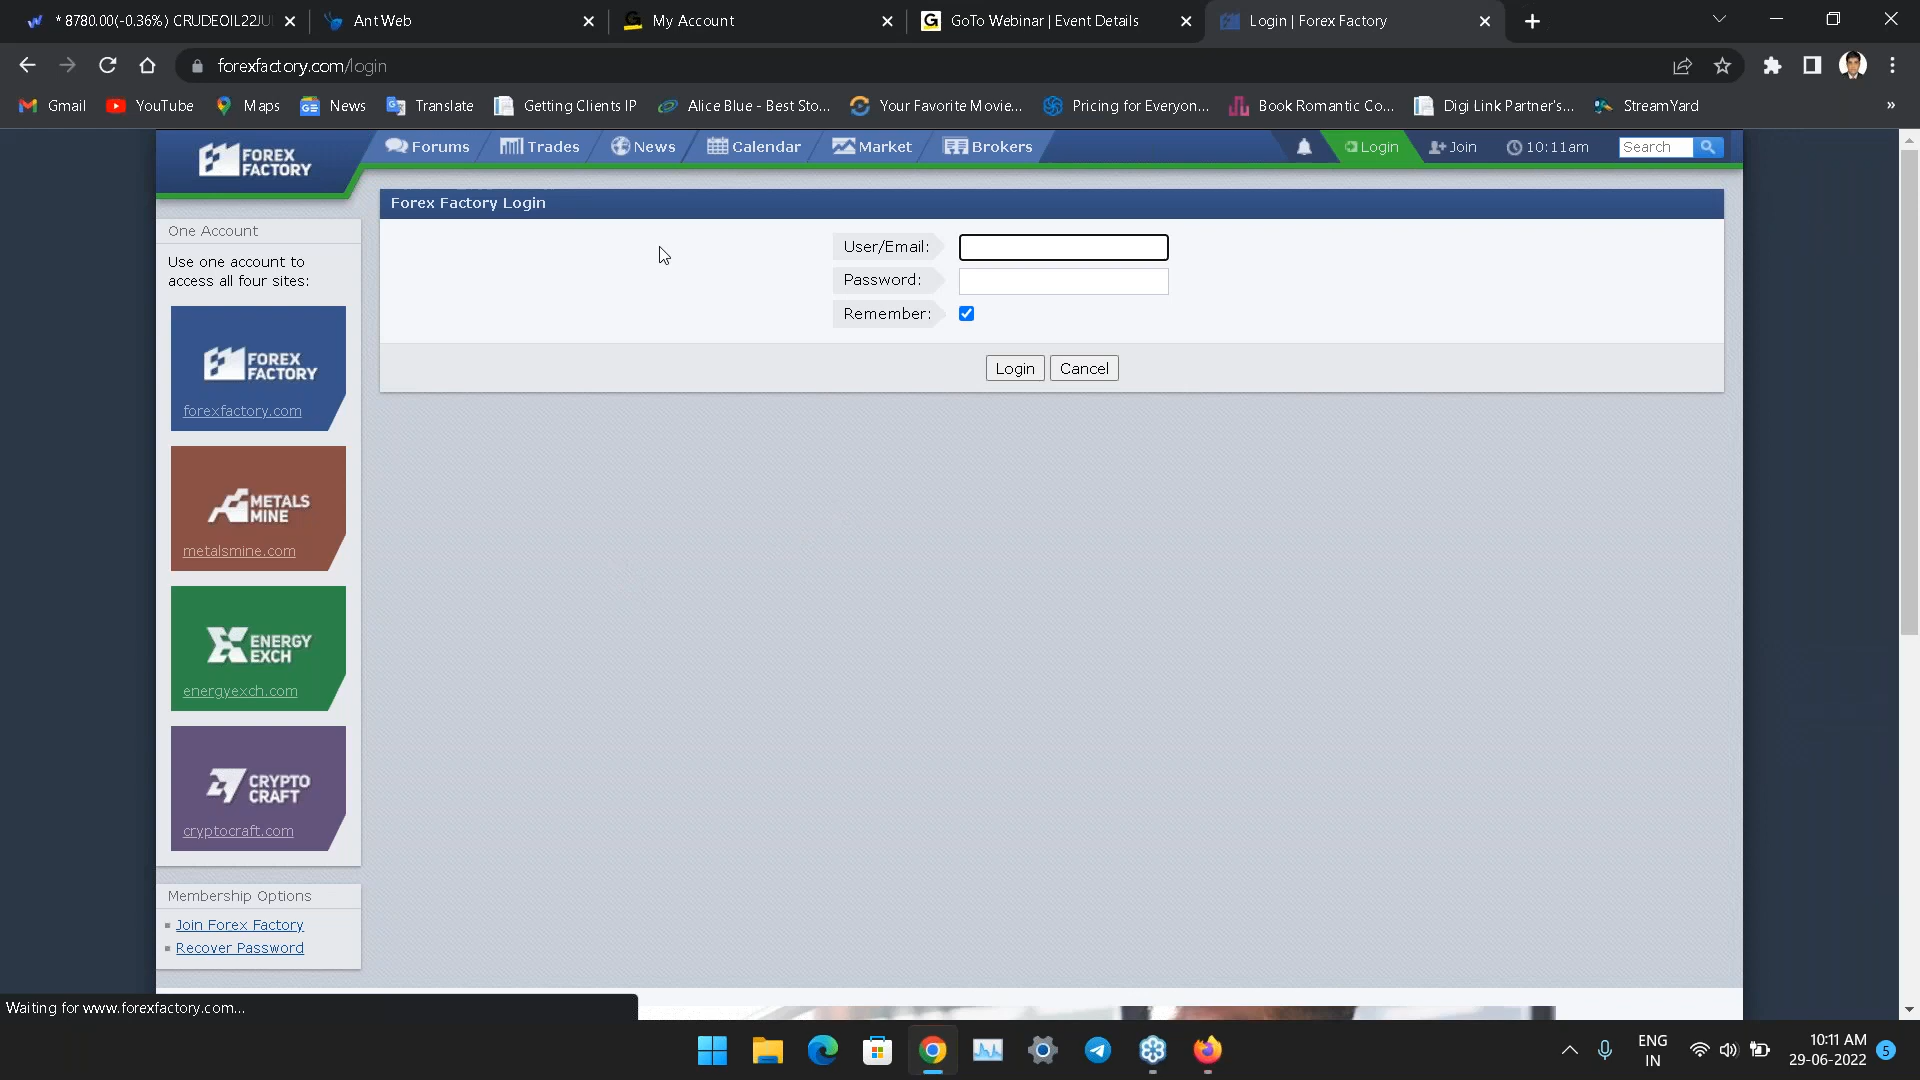 * 8780.00(-0.36%) CRUDEOIL22JU
Ant Web
My Account
GoTo Webinar | Event Details
Login | Forex Factory
forexfactory.com/login
Gmail
YouTube
Maps
News
Translate
Getting Clients IP
Alice Blue - Best Sto...
Your Favorite Movie...
Pricing for Everyon...
Book Romantic Co...
Digi Link Partner's...
StreamYard
»
FOREX
FACTORY
Forums
Trades
News
Calendar
Market
Brokers
Login
Join
10:11am
Search
Forex Factory Login
User/Email:
Password:
Remember:
Login
Cancel
One Account
Use one account to
access all four sites:
FOREX
FACTORY
forexfactory.com
METALS
MINE
metalsmine.com
ENERGY
EXCH
energyexch.com
CRYPTO
CRAFT
cryptocraft.com
Membership Options
Join Forex Factory
Recover Password
Waiting for www.forexfactory.com...
ENG
IN
10:11 AM
29-06-2022
5